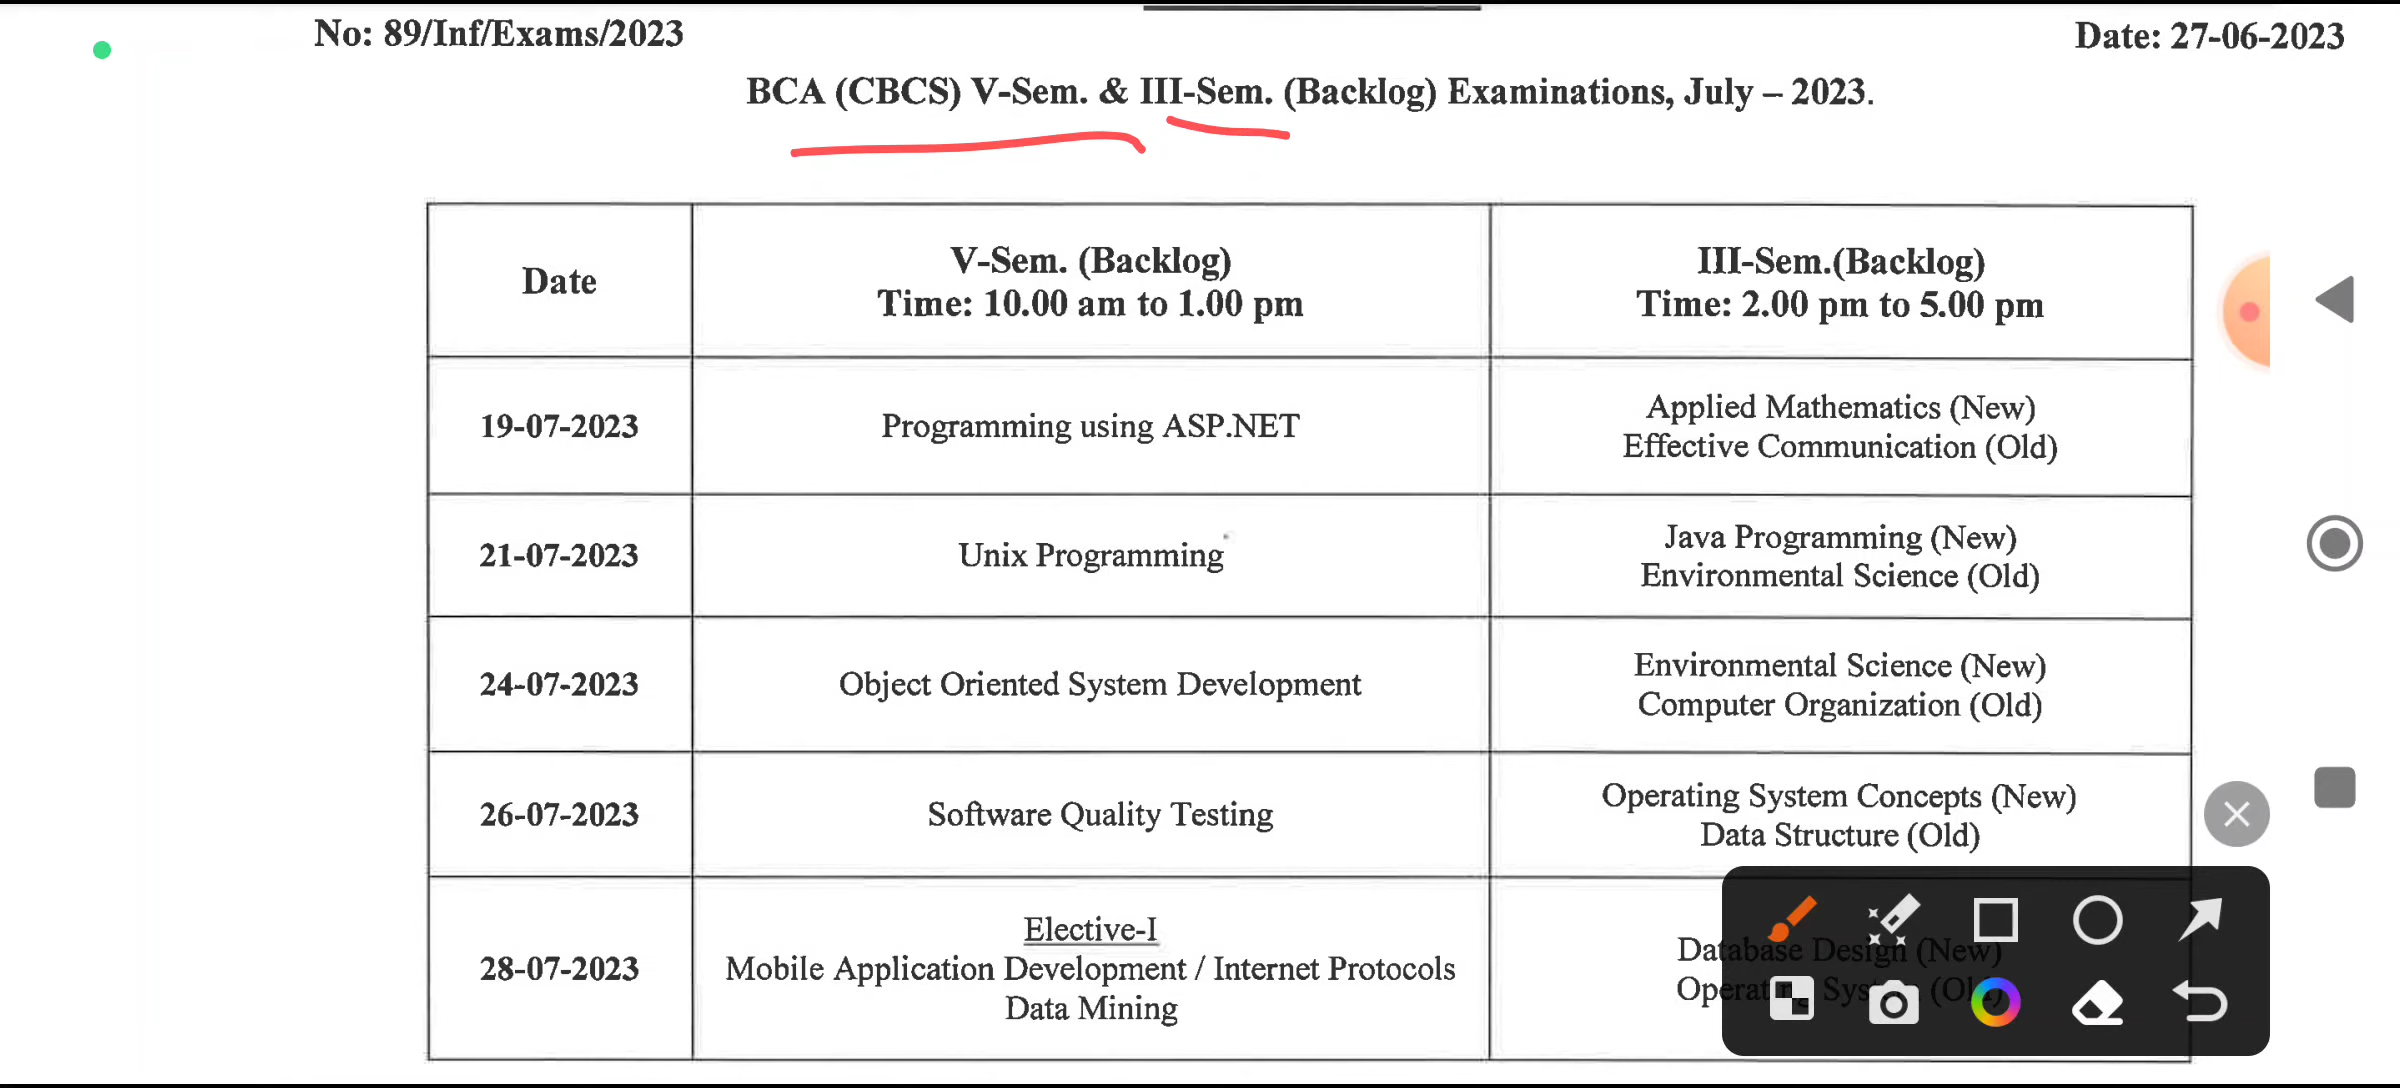 No: 89/Inf/Exams/2023
Date: 27-06-2023
BCA (CBCS) V-Sem. & III-Sem. (Backlog) Examinations, July – 2023.
Date
V-Sem. (Backlog)
Time: 10.00 am to 1.00 pm
III-Sem.(Backlog)
Time: 2.00 pm to 5.00 pm
19-07-2023
Programming using ASP.NET
Applied Mathematics (New)
Effective Communication (Old)
21-07-2023
Unix Programming
Java Programming (New)
Environmental Science (Old)
24-07-2023
Object Oriented System Development
Environmental Science (New)
Computer Organization (Old)
26-07-2023
Software Quality Testing
Operating System Concepts (New)
Data Structure (Old)
28-07-2023
Elective-I
Mobile Application Development / Internet Protocols
Data Mining
Database Design (New)